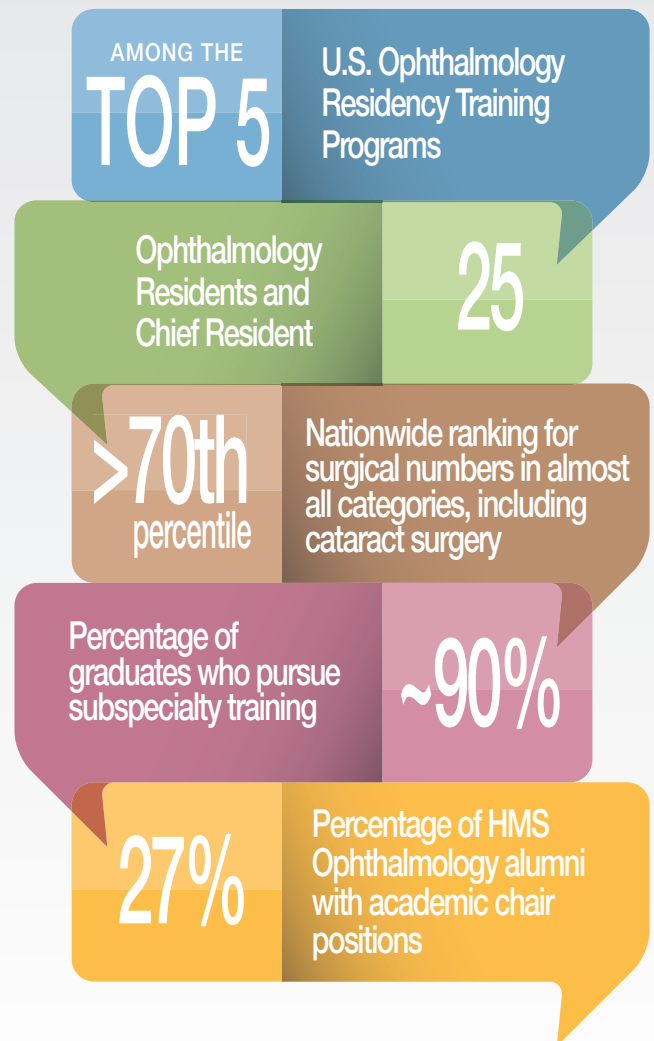 AMONG THE
TOP 5
U.S. Ophthalmology
Residency Training
Programs
Ophthalmology
Residents and
Chief Resident
25
>70th
percentile
Nationwide ranking for
surgical numbers in almost
all categories, including
cataract surgery
Percentage of
graduates who pursue
subspecialty training
~90%
27%
Percentage of HMS
Ophthalmology alumni
with academic chair
positions